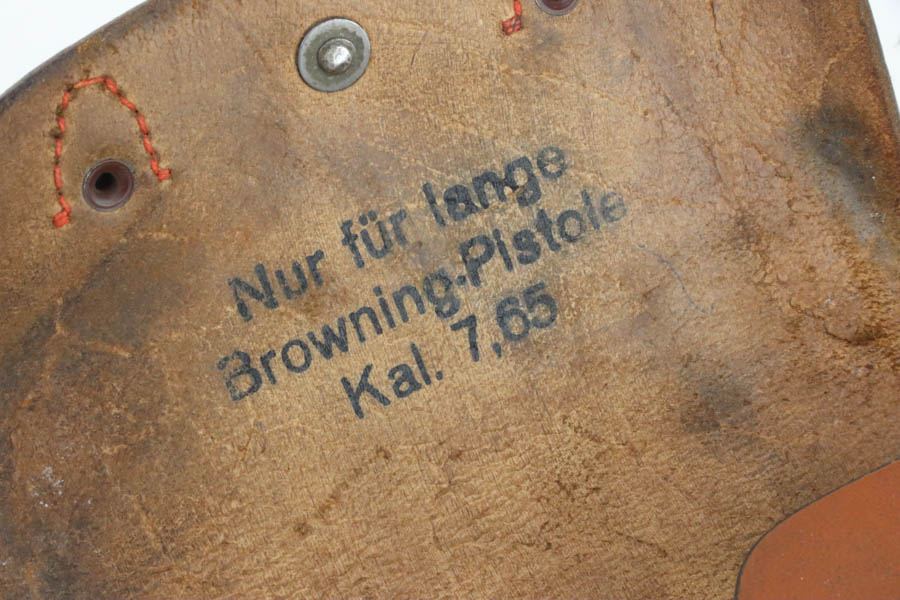 Nur für lange
Browning-Pistole
Kal. 7,65